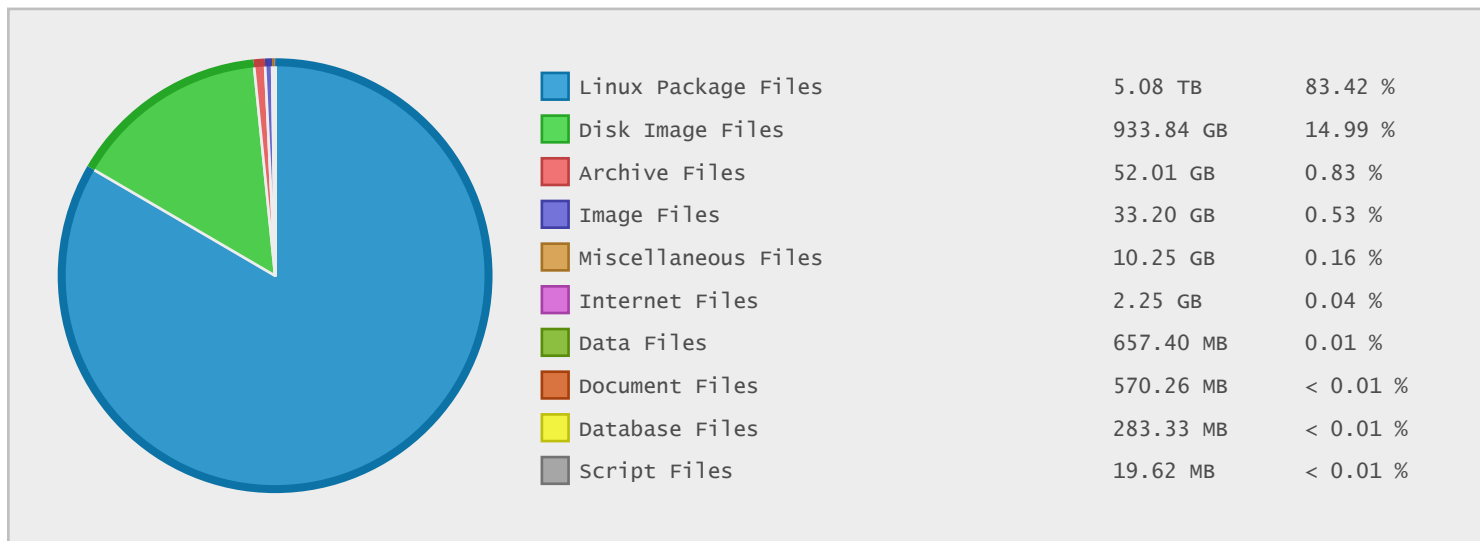 Linux Package Files 5.08 TB 83.42 %
Disk Image Files 933.84 GB 14.99 %
Archive Files 52.01 GB 0.83 %
Image Files 33.20 GB 0.53 %
Miscellaneous Files 10.25 GB 0.16 %
Internet Files 2.25 GB 0.04 %
Data Files 657.40 MB 0.01 %
Document Files 570.26 MB < 0.01 %
Database Files 283.33 MB < 0.01 %
Script Files 19.62 MB < 0.01 %